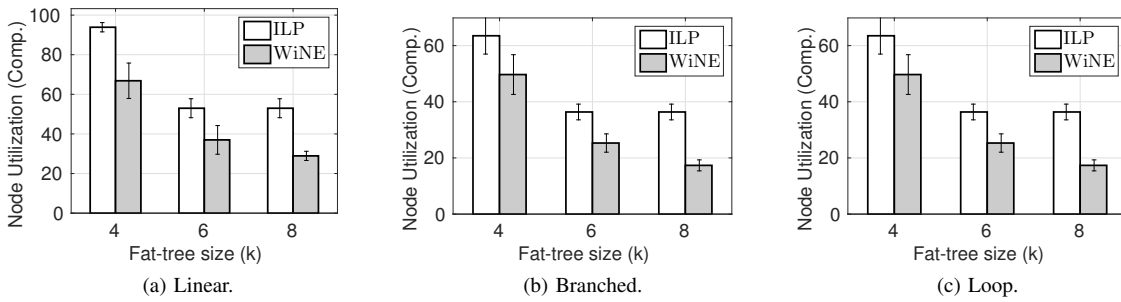 Node Utilization (Comp.)
100
80
60
40
20
0
ILP
WiNE
4 6 8
Fat-tree size (k)
(a) Linear.
Node Utilization (Comp.)
60
40
20
0
ILP
WiNE
4 6 8
Fat-tree size (k)
(b) Branched.
Node Utilization (Comp.)
60
40
20
0
ILP
WiNE
4 6 8
Fat-tree size (k)
(c) Loop.